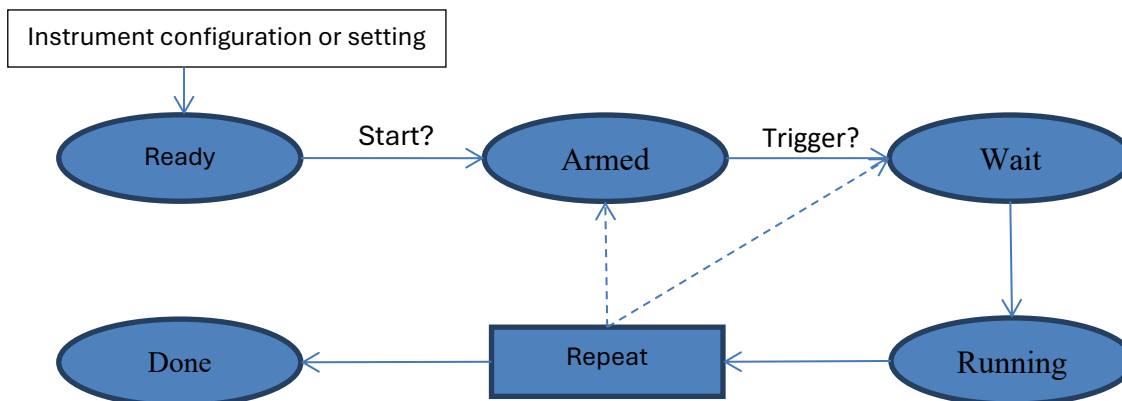 Instrument configuration or setting
Ready
Start?
Armed
Trigger?
Wait
Done
Repeat
Running